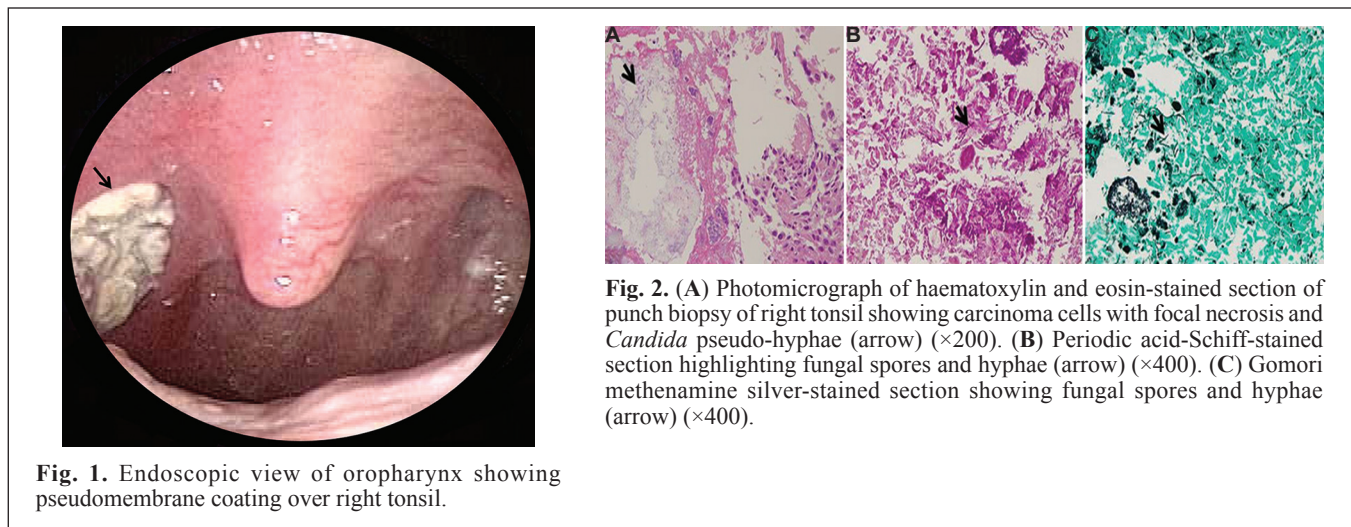 Fig. 1. Endoscopic view of oropharynx showing
pseudomembrane coating over right tonsil.
A
B
C
Fig. 2. (A) Photomicrograph of haematoxylin and eosin-stained section of
punch biopsy of right tonsil showing carcinoma cells with focal necrosis and
Candida pseudo-hyphae (arrow) (×200). (B) Periodic acid-Schiff-stained
section highlighting fungal spores and hyphae (arrow) (×400). (C) Gomori
methenamine silver-stained section showing fungal spores and hyphae
(arrow) (×400).